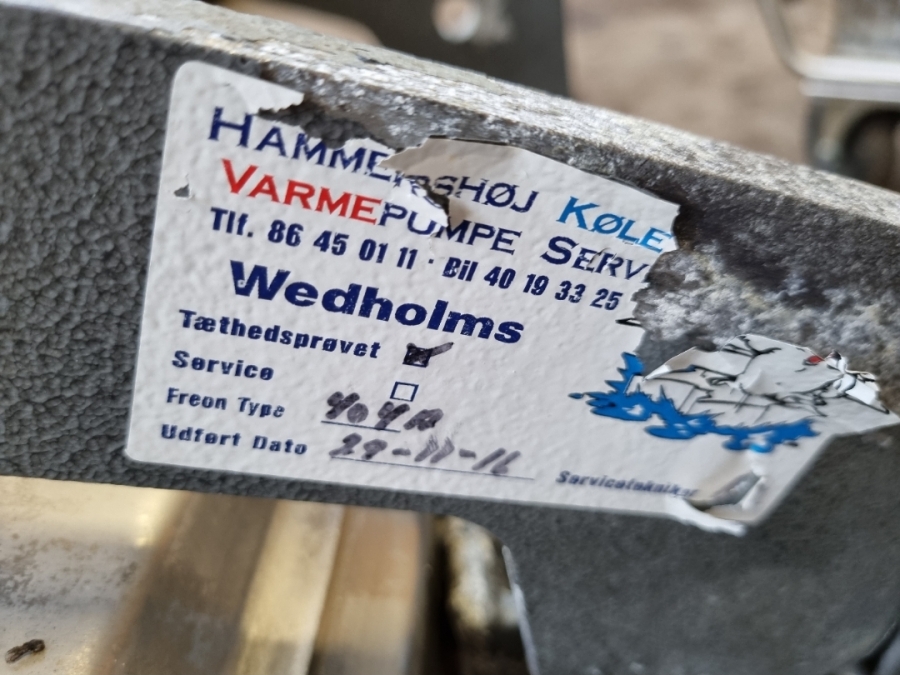 HAMMERSHØJ KØLE
VARMEPUMPE SERV
Tlf. 86 45 01 11 · Bil 40 19 33 25
Wedholms
Tæthedsprøvet
Service
Freon Type 404A
Udført Dato 29-11-16
Servicetekniker